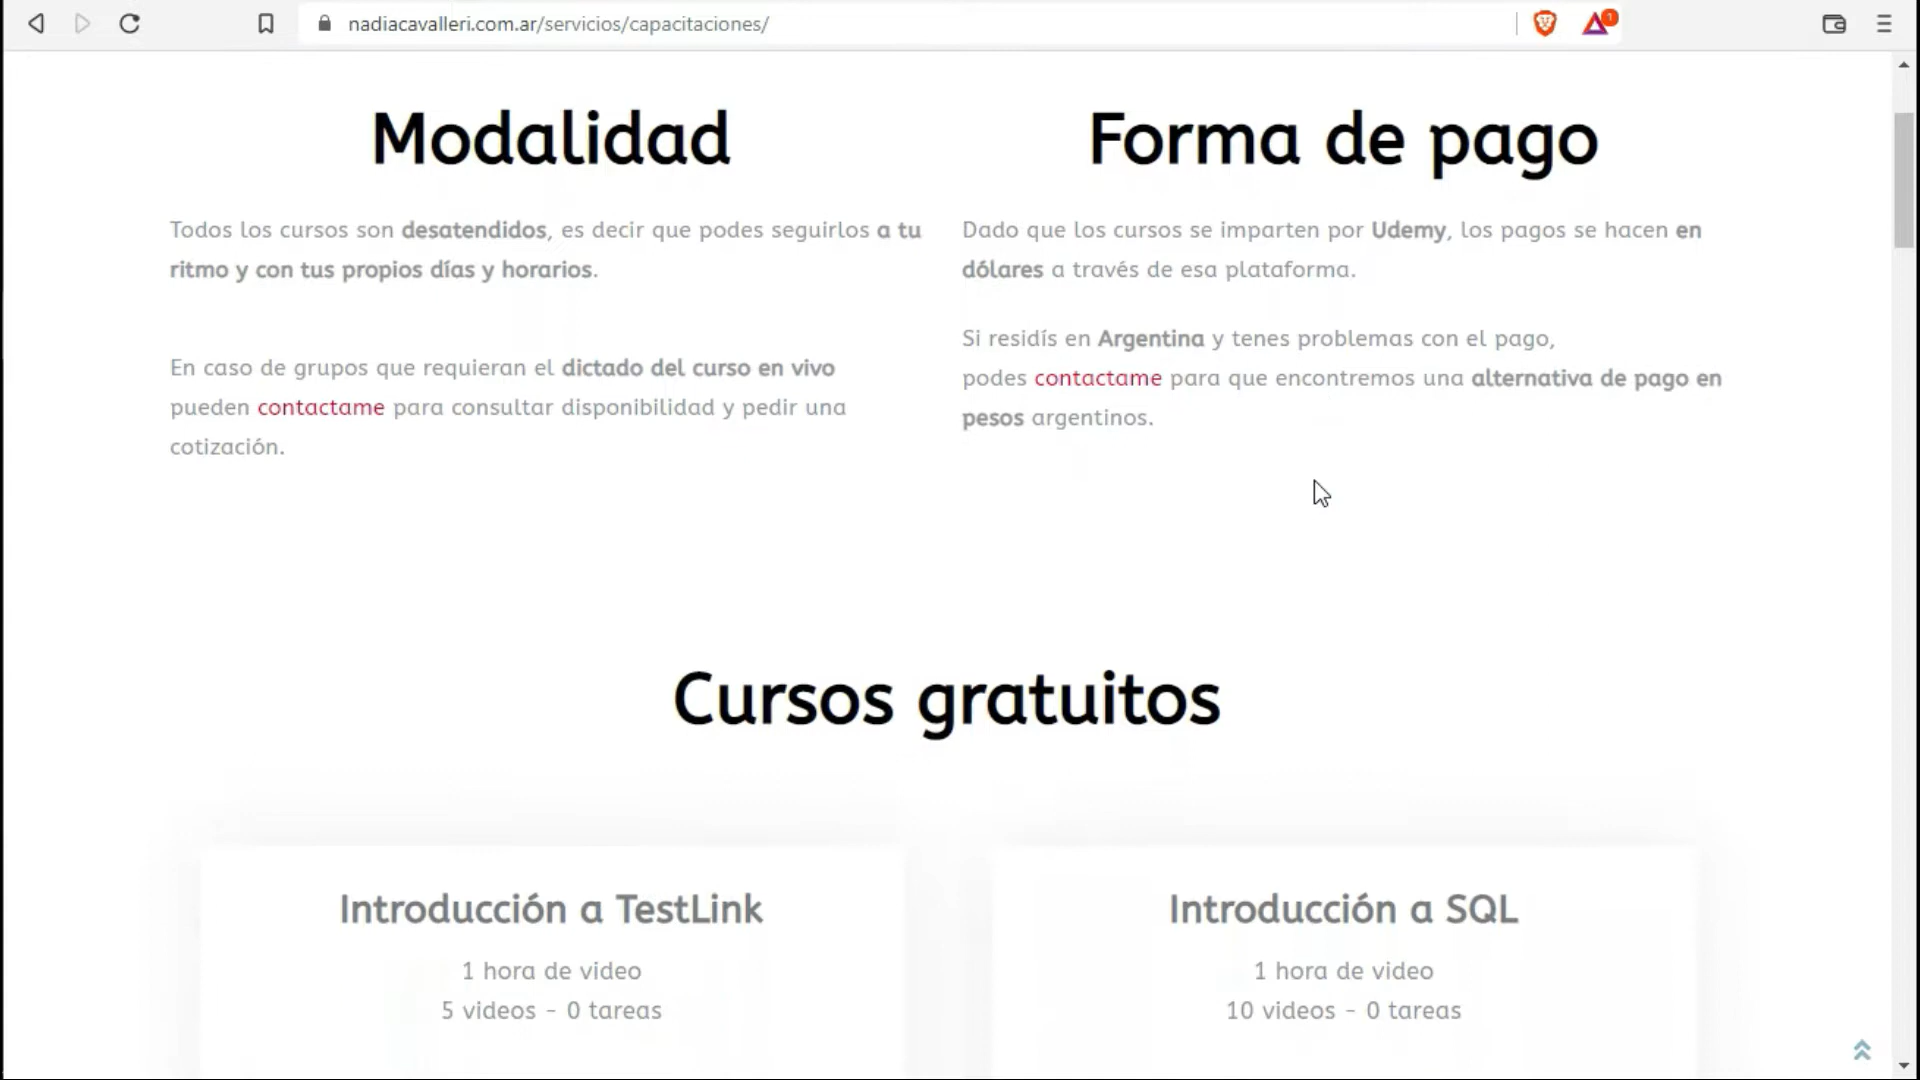 nadiacavalleri.com.ar/servicios/capacitaciones/
1
Modalidad
Todos los cursos son desatendidos, es decir que podes seguirlos a tu
ritmo y con tus propios días y horarios.
En caso de grupos que requieran el dictado del curso en vivo
pueden contactame para consultar disponibilidad y pedir una
cotización.
Forma de pago
Dado que los cursos se imparten por Udemy, los pagos se hacen en
dólares a través de esa plataforma.
Si residís en Argentina y tenes problemas con el pago,
podes contactame para que encontremos una alternativa de pago en
pesos argentinos.
Cursos gratuitos
Introducción a TestLink
1 hora de video
5 videos - 0 tareas
Introducción a SQL
1 hora de video
10 videos - 0 tareas